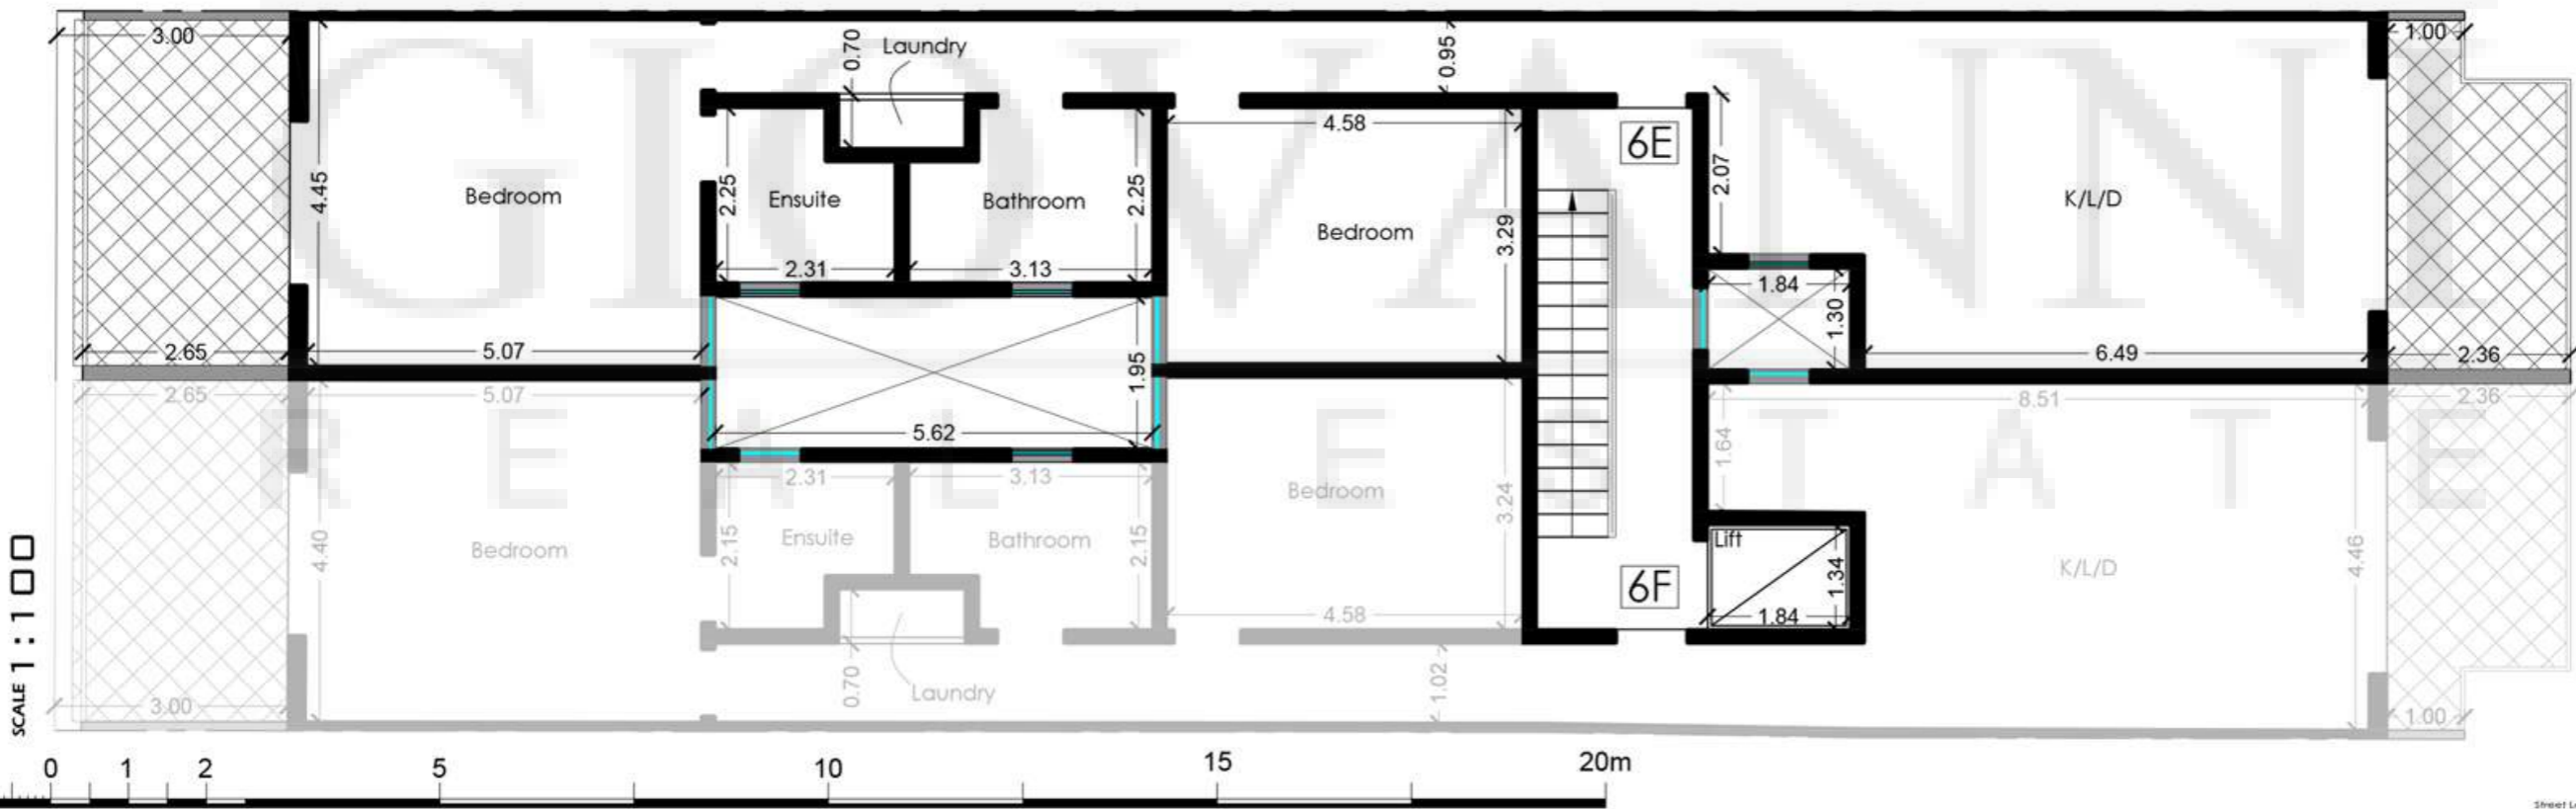 GIOVANNI
REAL ESTATE
3.00
0.70
Laundry
0.95
1.00
4.45
Bedroom
2.25
Ensuite
Bathroom
2.25
4.58
Bedroom
3.29
6E
2.07
K/L/D
2.31
3.13
1.84
1.30
2.65
5.07
1.95
6.49
2.36
2.65
5.07
5.62
8.51
2.36
2.31
3.13
1.64
4.40
Bedroom
2.15
Ensuite
Bathroom
2.15
Bedroom
3.24
4.58
6F
Lift
1.34
1.84
K/L/D
4.46
3.00
0.70
Laundry
1.02
1.00
SCALE 1:100
0 1 2 5 10 15 20m